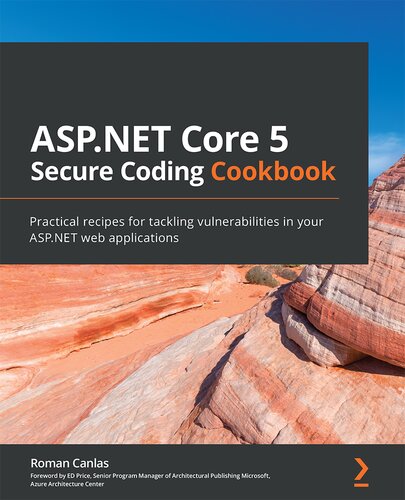 ASP.NET Core 5
Secure Coding Cookbook
Practical recipes for tackling vulnerabilities in your
ASP.NET web applications
Roman Canlas
Foreword by ED Price, Senior Program Manager of Architectural Publishing Microsoft,
Azure Architecture Center